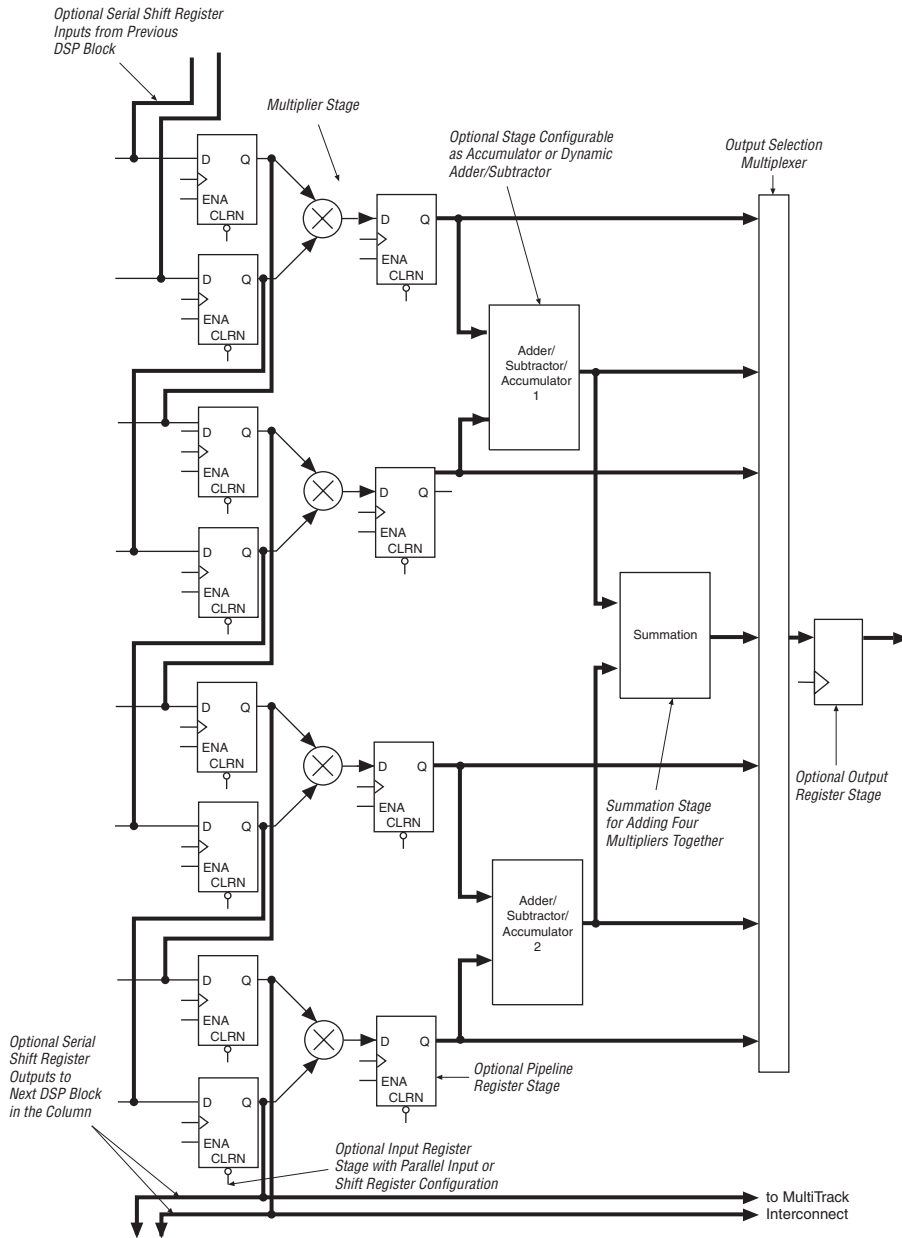 Optional Serial Shift Register
Inputs from Previous
DSP Block
Multiplier Stage
Optional Stage Configurable
as Accumulator or Dynamic
Adder/Subtractor
Output Selection
Multiplexer
D Q
ENA
CLRN
D Q
ENA
CLRN
D Q
ENA
CLRN
Adder/
Subtractor/
Accumulator
1
D Q
ENA
CLRN
D Q
ENA
CLRN
D Q
ENA
CLRN
Summation
D Q
ENA
CLRN
D Q
ENA
CLRN
D Q
ENA
CLRN
Summation Stage
for Adding Four
Multipliers Together
Optional Output
Register Stage
Adder/
Subtractor/
Accumulator
2
D Q
ENA
CLRN
D Q
ENA
CLRN
D Q
ENA
CLRN
Optional Serial
Shift Register
Outputs to
Next DSP Block
in the Column
Optional Pipeline
Register Stage
Optional Input Register
Stage with Parallel Input or
Shift Register Configuration
to MultiTrack
Interconnect